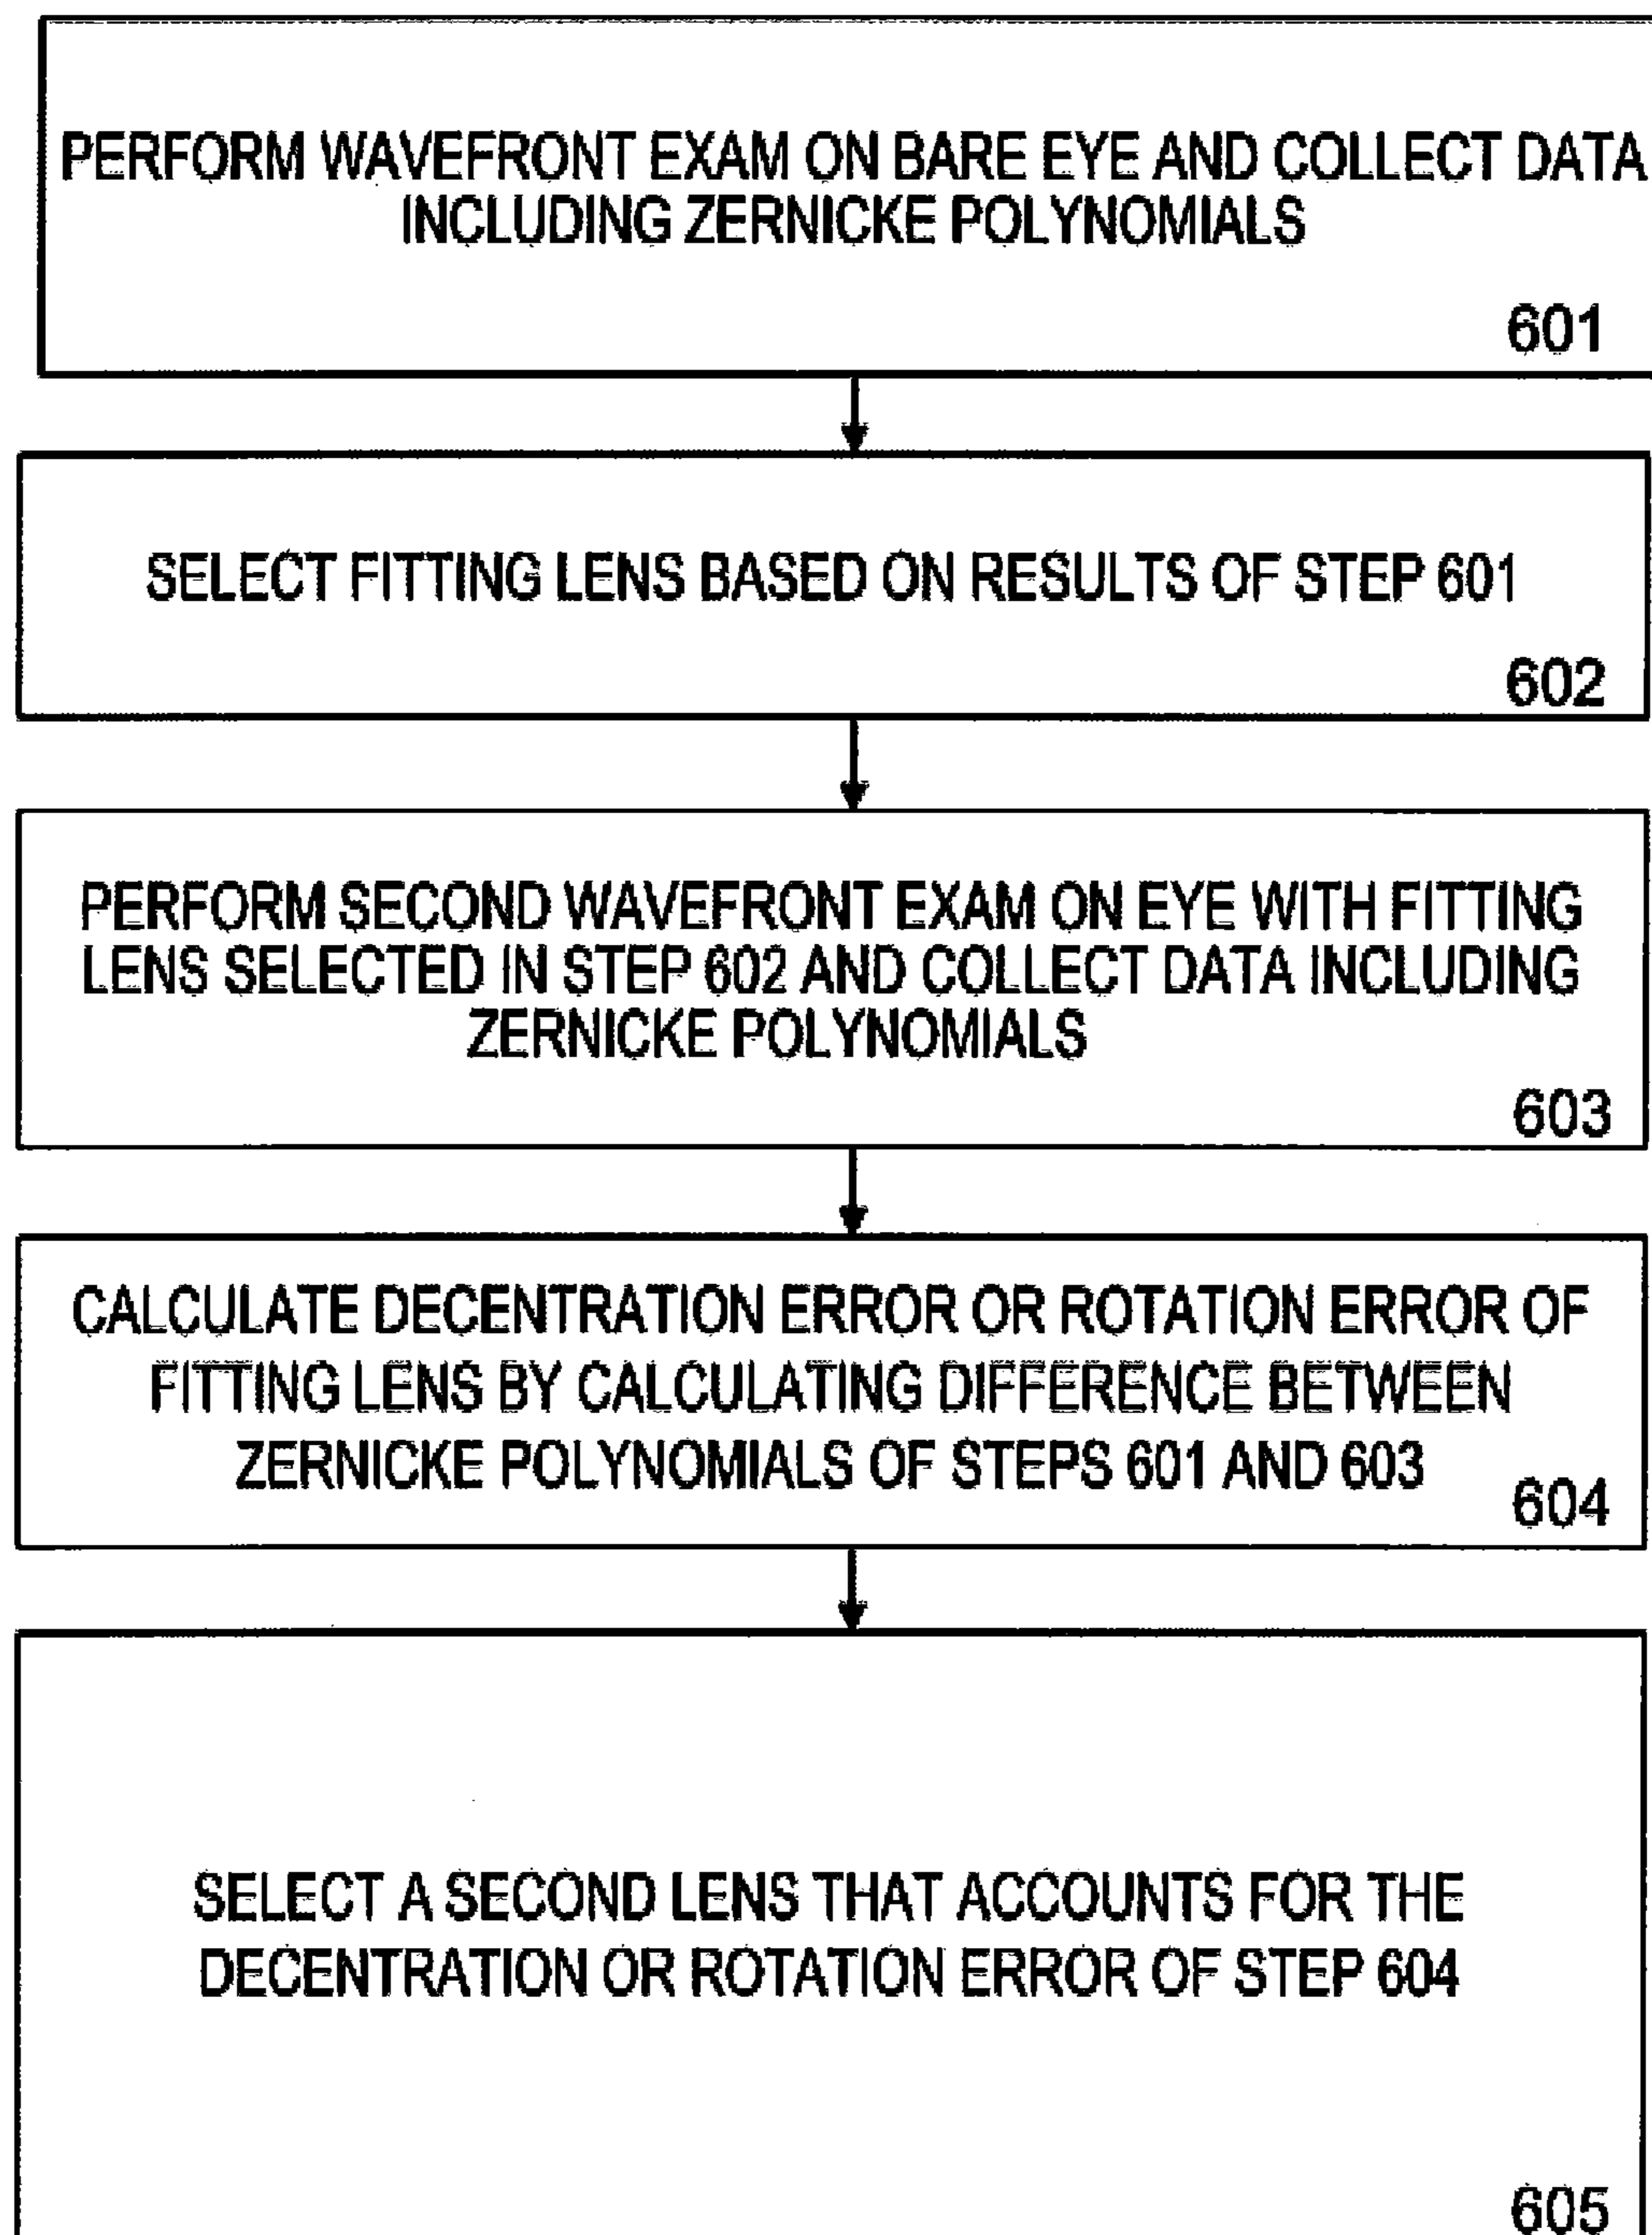 PERFORM WAVEFRONT EXAM ON BARE EYE AND COLLECT DATA
INCLUDING ZERNICKE POLYNOMIALS
601
SELECT FITTING LENS BASED ON RESULTS OF STEP 601
602
PERFORM SECOND WAVEFRONT EXAM ON EYE WITH FITTING
LENS SELECTED IN STEP 602 AND COLLECT DATA INCLUDING
ZERNICKE POLYNOMIALS
603
CALCULATE DECENTRATION ERROR OR ROTATION ERROR OF
FITTING LENS BY CALCULATING DIFFERENCE BETWEEN
ZERNICKE POLYNOMIALS OF STEPS 601 AND 603
604
SELECT A SECOND LENS THAT ACCOUNTS FOR THE
DECENTRATION OR ROTATION ERROR OF STEP 604
605